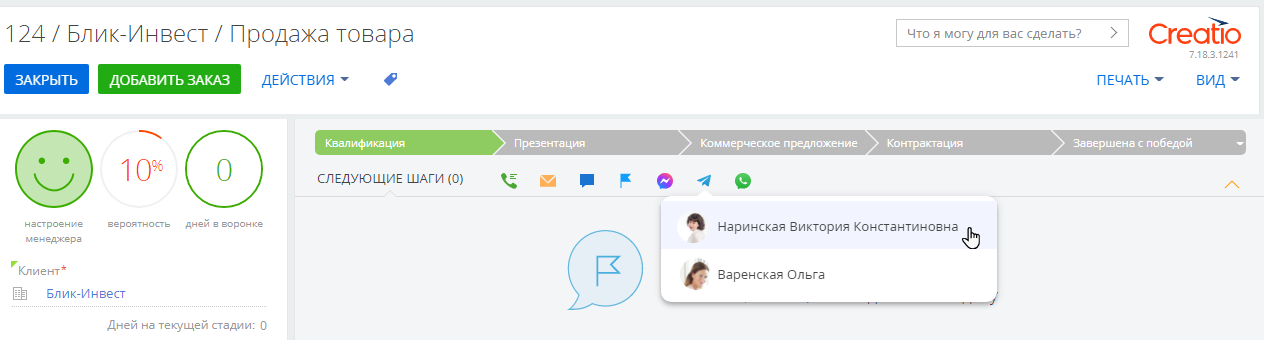 124 / Блик-Инвест / Продажа товара
Что я могу для вас сделать?
Creatio
7.18.3.1241
ЗАКРЫТЬ
ДОБАВИТЬ ЗАКАЗ
ДЕЙСТВИЯ
ПЕЧАТЬ
ВИД
10%
0
настроение
менеджера
вероятность
дней в воронке
Клиент*
Блик-Инвест
Дней на текущей стадии: 0
Квалификация
Презентация
Коммерческое предложение
Контрактация
Завершена с победой
СЛЕДУЮЩИЕ ШАГИ (0)
Наринская Виктория Константиновна
Варенская Ольга